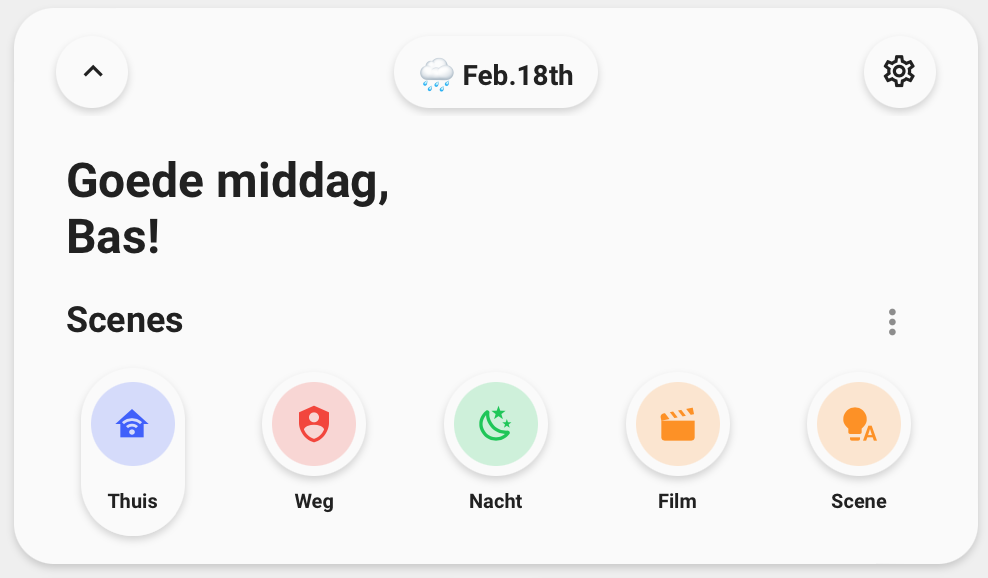 Feb.18th
Goede middag,
Bas!
Scenes
Thuis
Weg
Nacht
Film
A
Scene